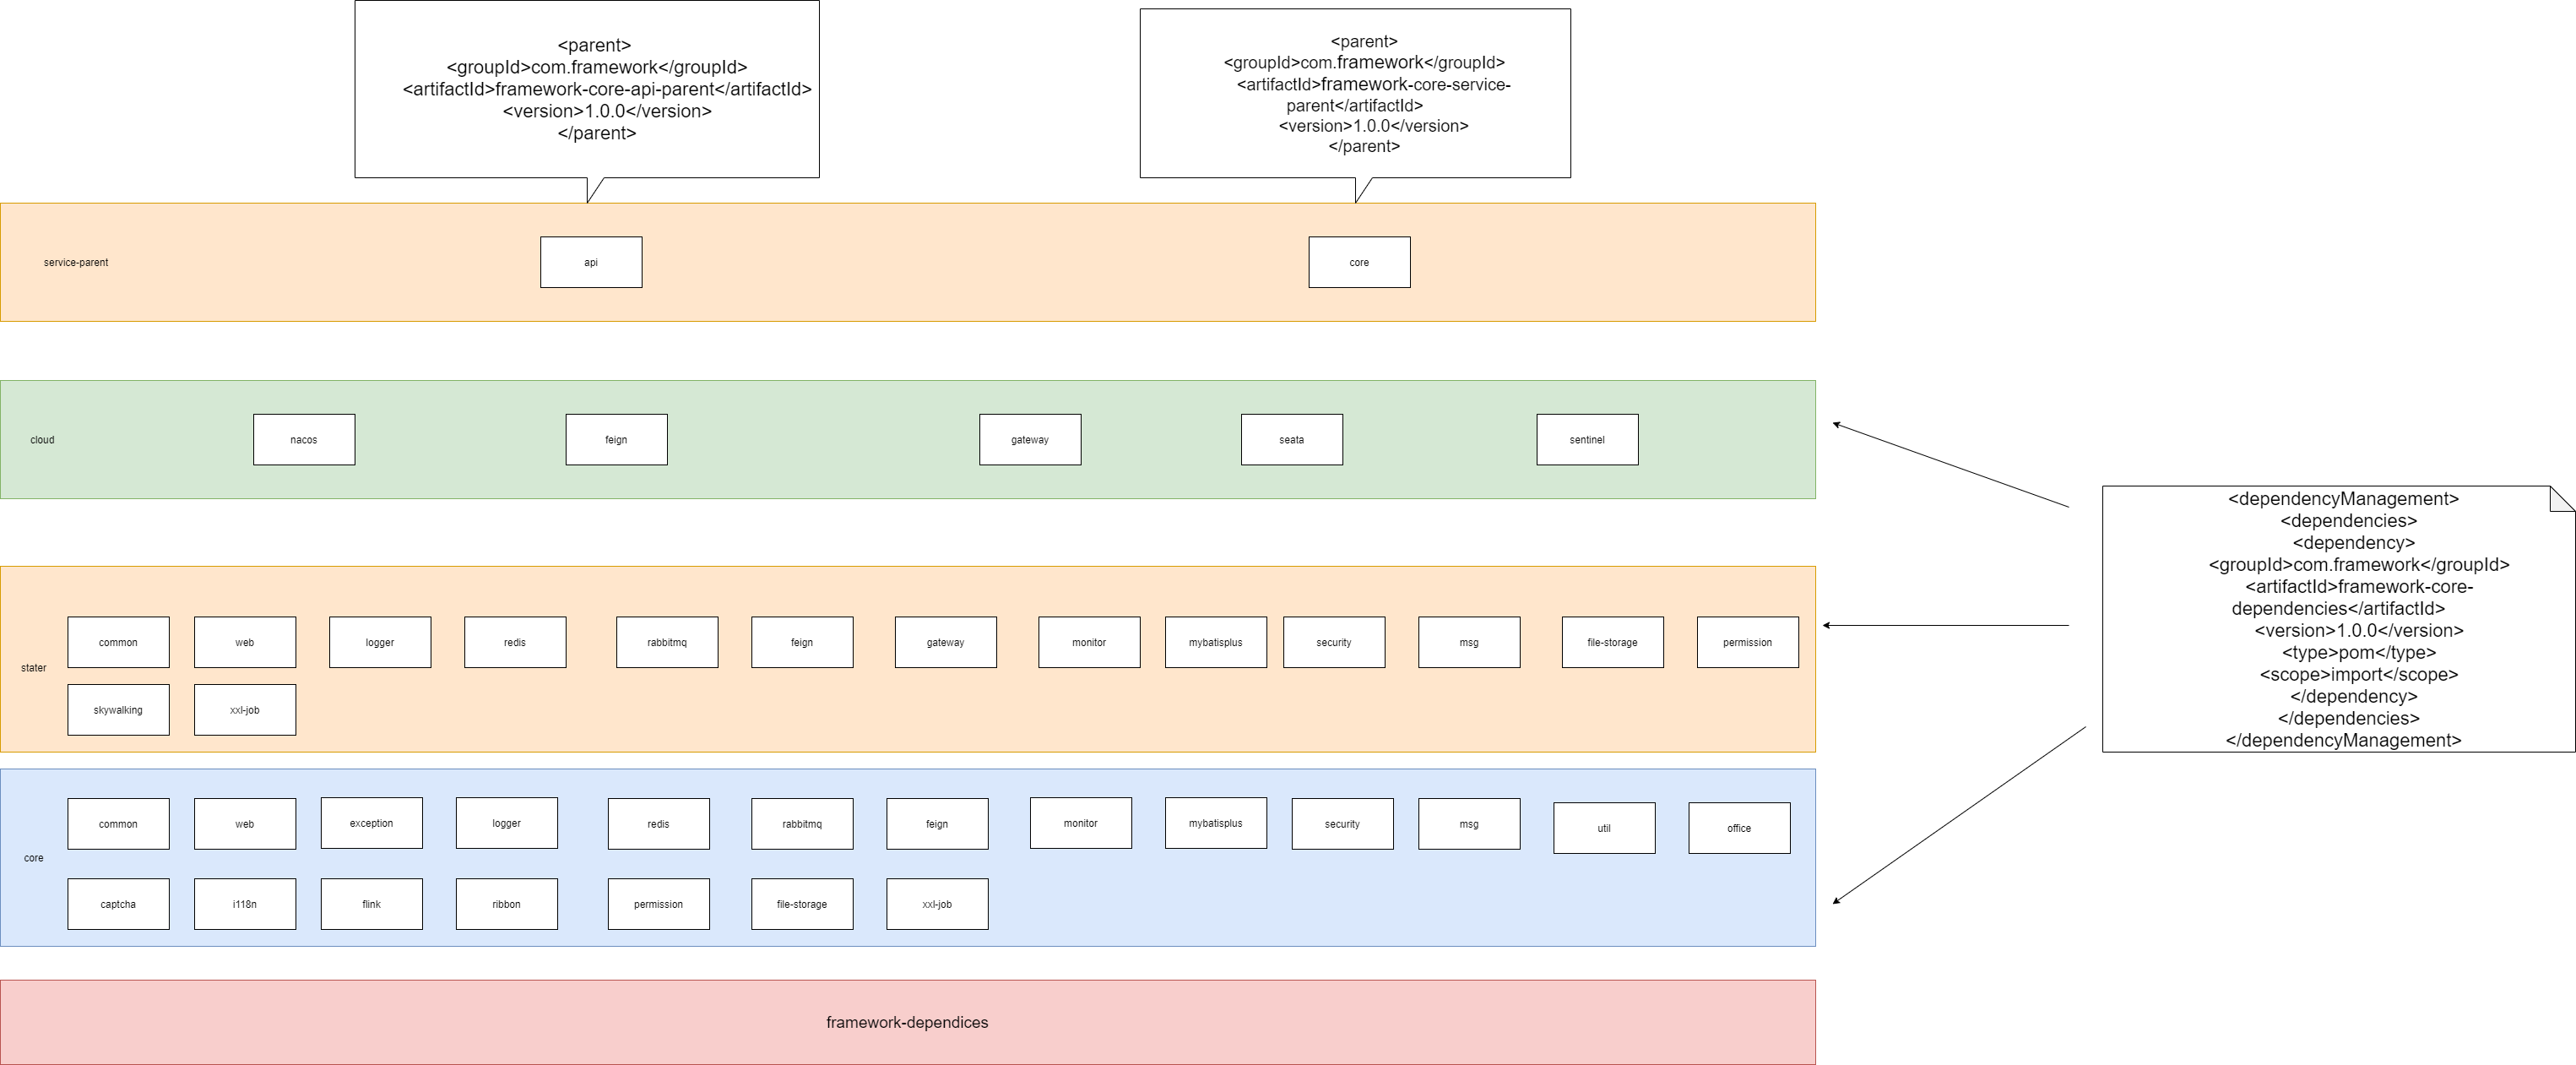 <parent>
<groupId>com.framework</groupId>
<artifactId>framework-core-api-parent</artifactId>
<version>1.0.0</version>
</parent>
<parent>
<groupId>com.framework</groupId>
<artifactId>framework-core-service-
parent</artifactId>
<version>1.0.0</version>
</parent>
service-parent
api
core
cloud
nacos
feign
gateway
seata
sentinel
<dependencyManagement>
<dependencies>
<dependency>
<groupId>com.framework</groupId>
<artifactId>framework-core-
dependencies</artifactId>
<version>1.0.0</version>
<type>pom</type>
<scope>import</scope>
</dependency>
</dependencies>
</dependencyManagement>
stater
common
web
logger
redis
rabbitmq
feign
gateway
monitor
mybatisplus
security
msg
file-storage
permission
skywalking
xxl-job
core
common
web
exception
logger
redis
rabbitmq
feign
monitor
mybatisplus
security
msg
util
office
captcha
i118n
flink
ribbon
permission
file-storage
xxl-job
framework-dependices